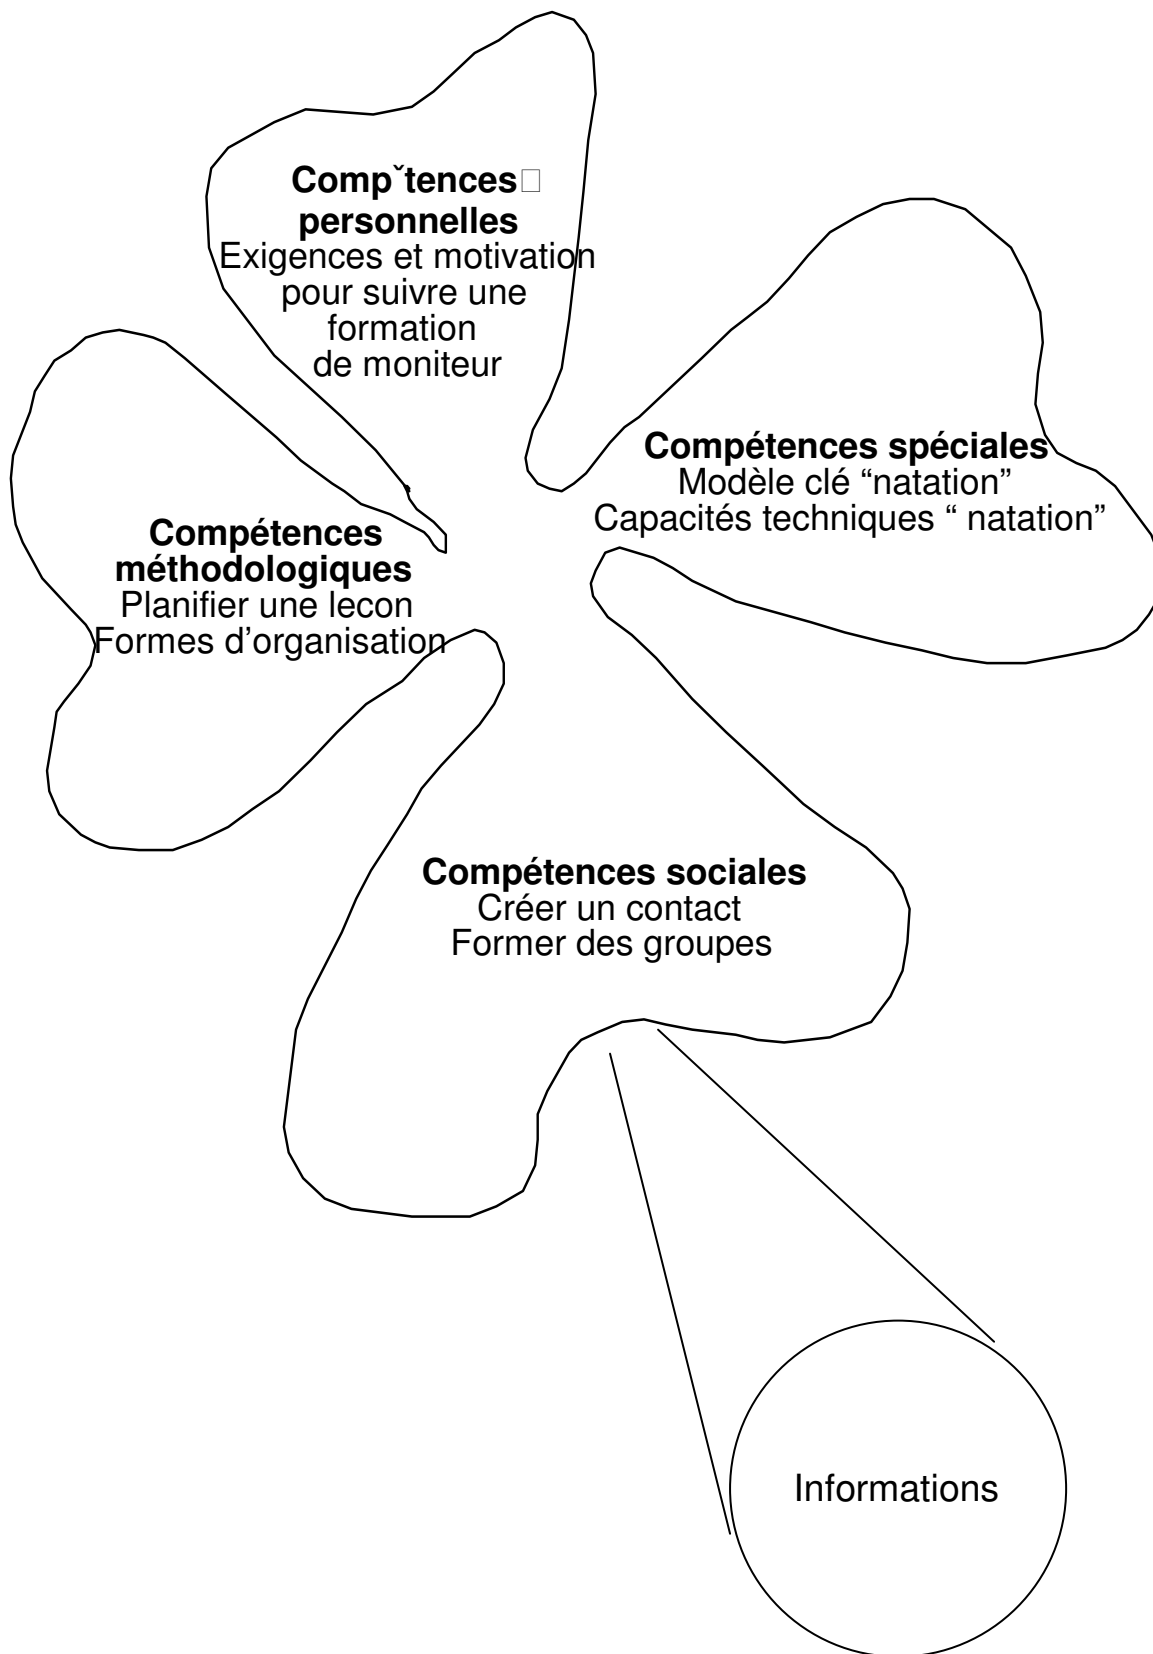 Compˇtences□
personnelles
Exigences et motivation
pour suivre une
formation
de moniteur
Compétences spéciales
Modèle clé “natation”
Capacités techniques “ natation”
Compétences
méthodologiques
Planifier une lecon
Formes d’organisation
Compétences sociales
Créer un contact
Former des groupes
Informations